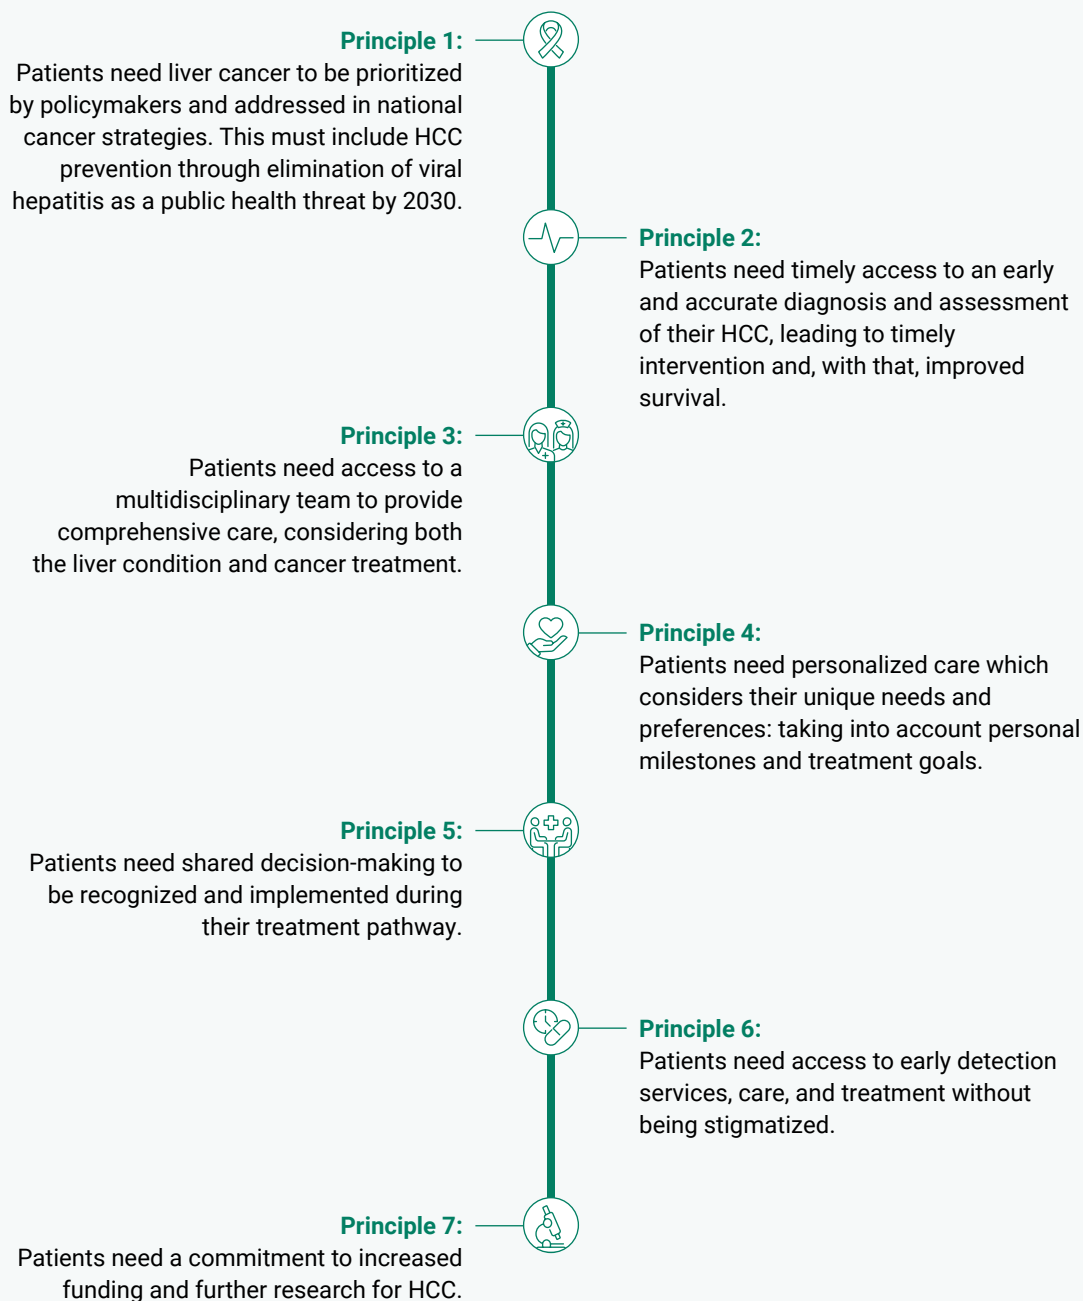 Principle 1:
Patients need liver cancer to be prioritized
by policymakers and addressed in national
cancer strategies. This must include HCC
prevention through elimination of viral
hepatitis as a public health threat by 2030.
Principle 2:
Patients need timely access to an early
and accurate diagnosis and assessment
of their HCC, leading to timely
intervention and, with that, improved
survival.
Principle 3:
Patients need access to a
multidisciplinary team to provide
comprehensive care, considering both
the liver condition and cancer treatment.
Principle 4:
Patients need personalized care which
considers their unique needs and
preferences: taking into account personal
milestones and treatment goals.
Principle 5:
Patients need shared decision-making to
be recognized and implemented during
their treatment pathway.
Principle 6:
Patients need access to early detection
services, care, and treatment without
being stigmatized.
Principle 7:
Patients need a commitment to increased
funding and further research for HCC.